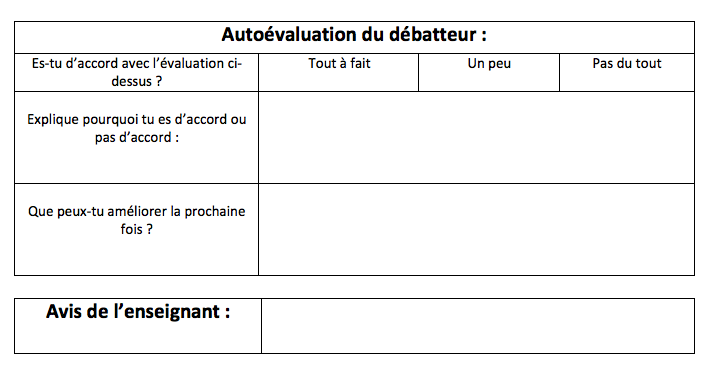 Autoévaluation du débatteur :
Es-tu d'accord avec l'évaluation ci-
dessus ?
Tout à fait
Un peu
Pas du tout
Explique pourquoi tu es d'accord ou
pas d'accord :
Que peux-tu améliorer la prochaine
fois ?
Avis de l'enseignant :